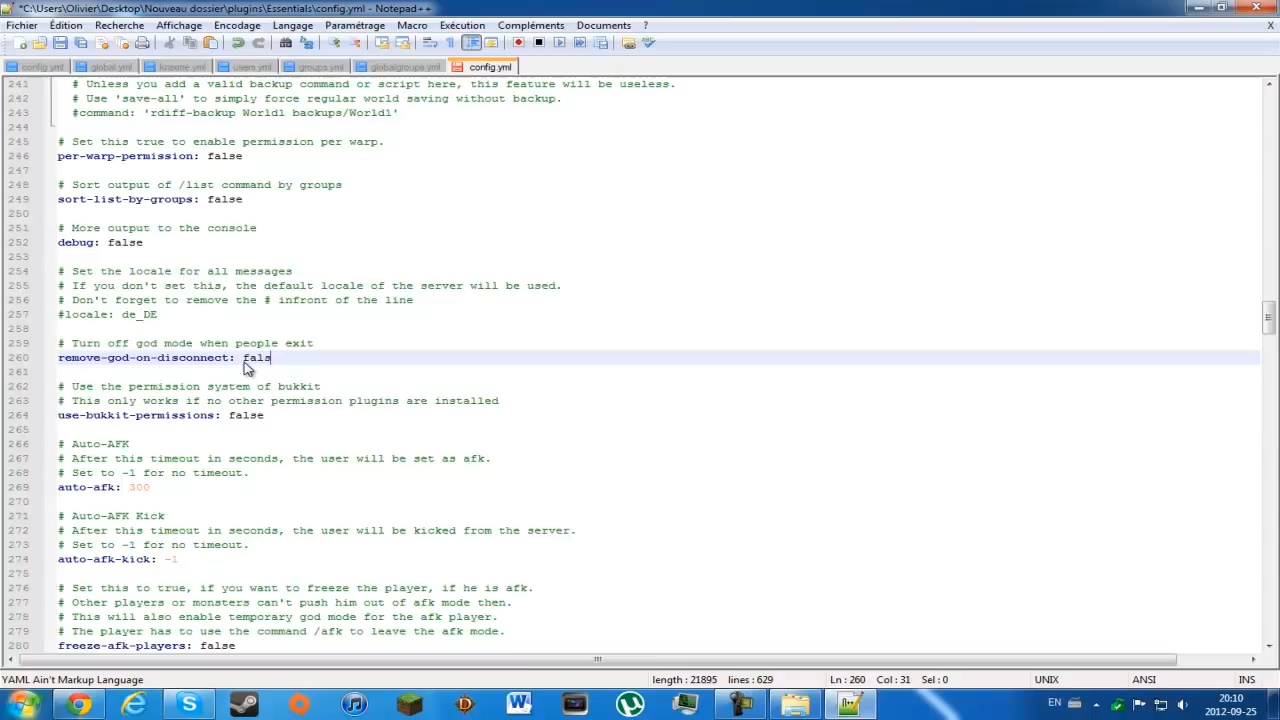 *C:\Users\Olivier\Desktop\Nouveau dossier\plugins\Essentials\config.yml - Notepad++
Fichier Édition Recherche Affichage Encodage Langage Paramétrage Macro Exécution Compléments Documents ? X
config.yml global.yml users.yml groups.yml globalgroups.yml config.yml
241 # Unless you add a valid backup command or script here, this feature will be useless.
242 # Use 'save-all' to simply force regular world saving without backup.
243 #command: 'rdiff-backup World1 backups/World1'
244
245 # Set this true to enable permission per warp.
246 per-warp-permission: false
247
248 # Sort output of /list command by groups
249 sort-list-by-groups: false
250
251 # More output to the console
252 debug: false
253
254 # Set the locale for all messages
255 # If you don't set this, the default locale of the server will be used.
256 # Don't forget to remove the # infront of the line
257 #locale: de_DE
258
259 # Turn off god mode when people exit
260 remove-god-on-disconnect: fals
261
262 # Use the permission system of bukkit
263 # This only works if no other permission plugins are installed
264 use-bukkit-permissions: false
265
266 # Auto-AFK
267 # After this timeout in seconds, the user will be set as afk.
268 # Set to -1 for no timeout.
269 auto-afk: 300
270
271 # Auto-AFK Kick
272 # After this timeout in seconds, the user will be kicked from the server.
273 # Set to -1 for no timeout.
274 auto-afk-kick: -1
275
276 # Set this to true, if you want to freeze the player, if he is afk.
277 # Other players or monsters can't push him out of afk mode then.
278 # This will also enable temporary god mode for the afk player.
279 # The player has to use the command /afk to leave the afk mode.
280 freeze-afk-players: false
YAML Ain't Markup Language length : 21895 lines : 629 Ln : 260 Col : 31 Sel : 0 UNIX ANSI INS
EN 20:10
2012-09-25